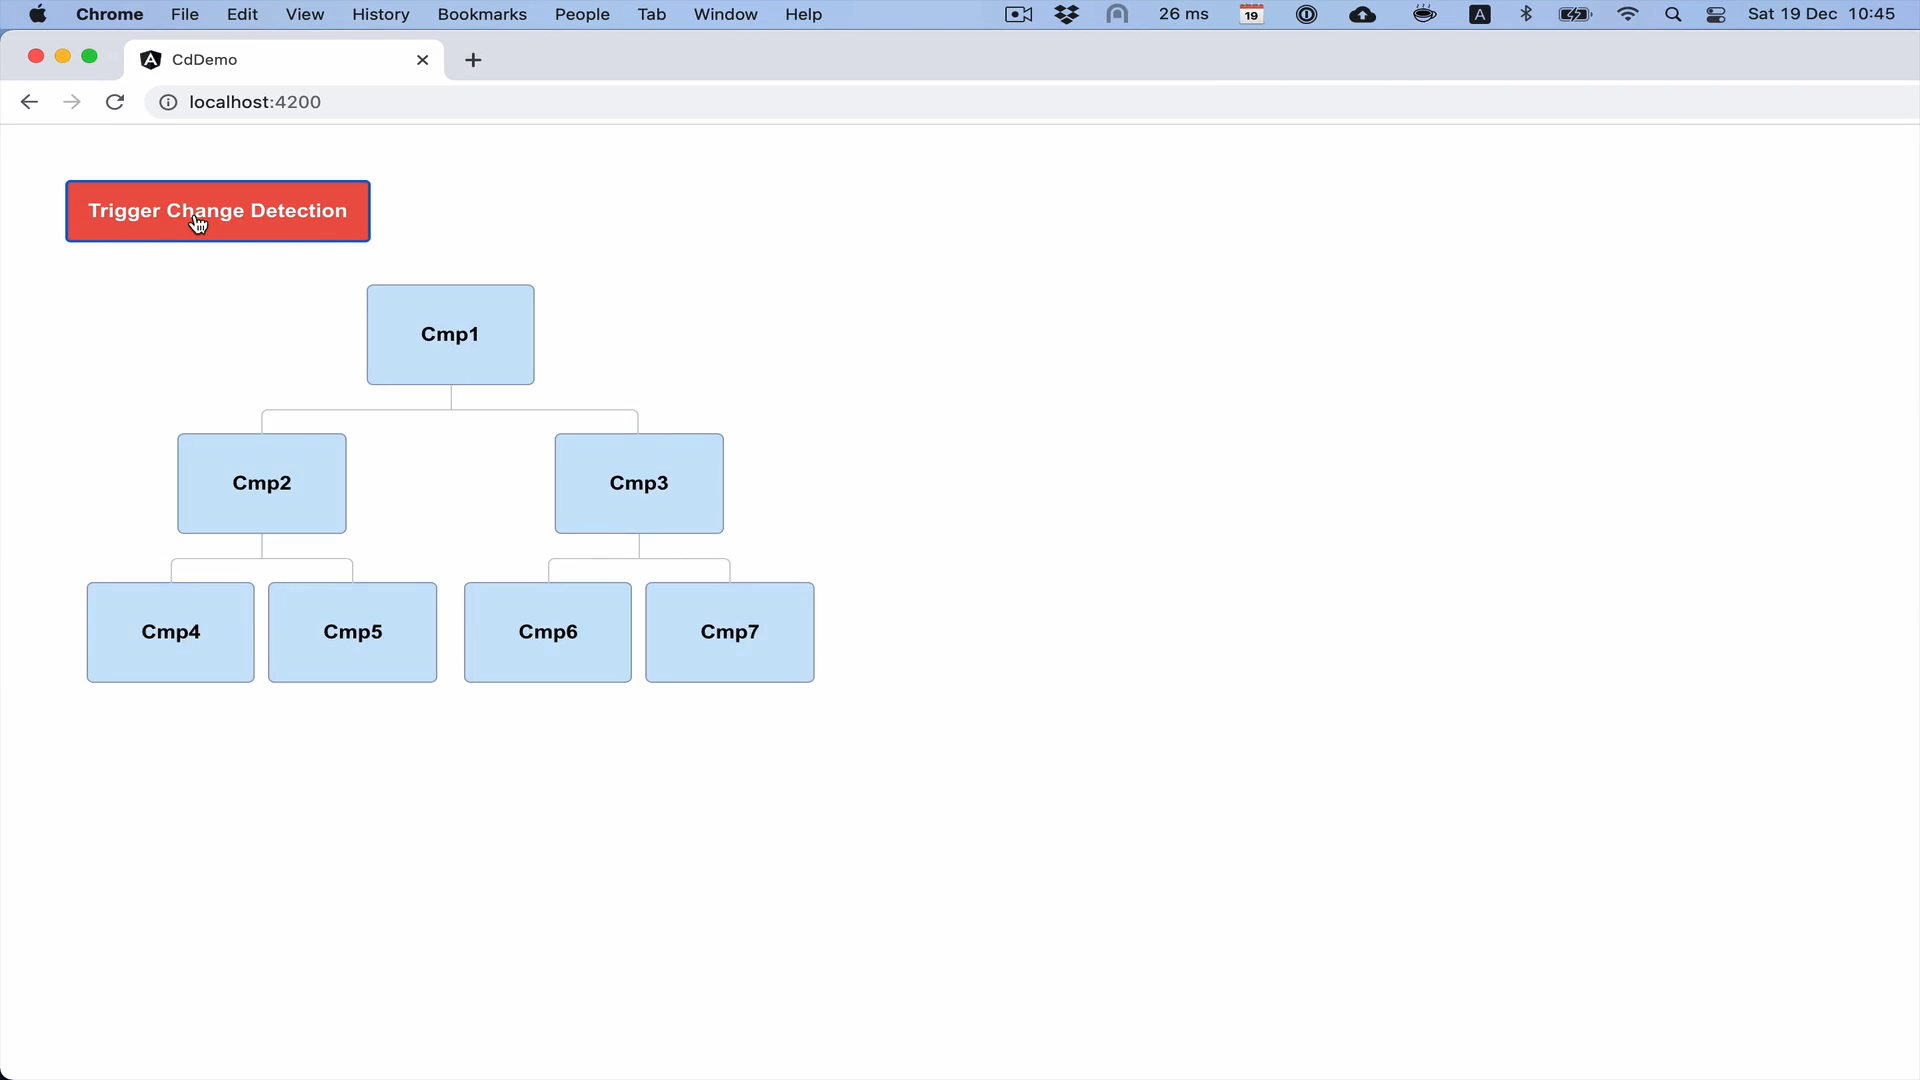 Chrome File Edit View History Bookmarks People Tab Window Help 26 ms 19 A Sat 19 Dec 10:45
CdDemo
localhost:4200
Trigger Change Detection
Cmp1
Cmp2 Cmp3
Cmp4 Cmp5 Cmp6 Cmp7